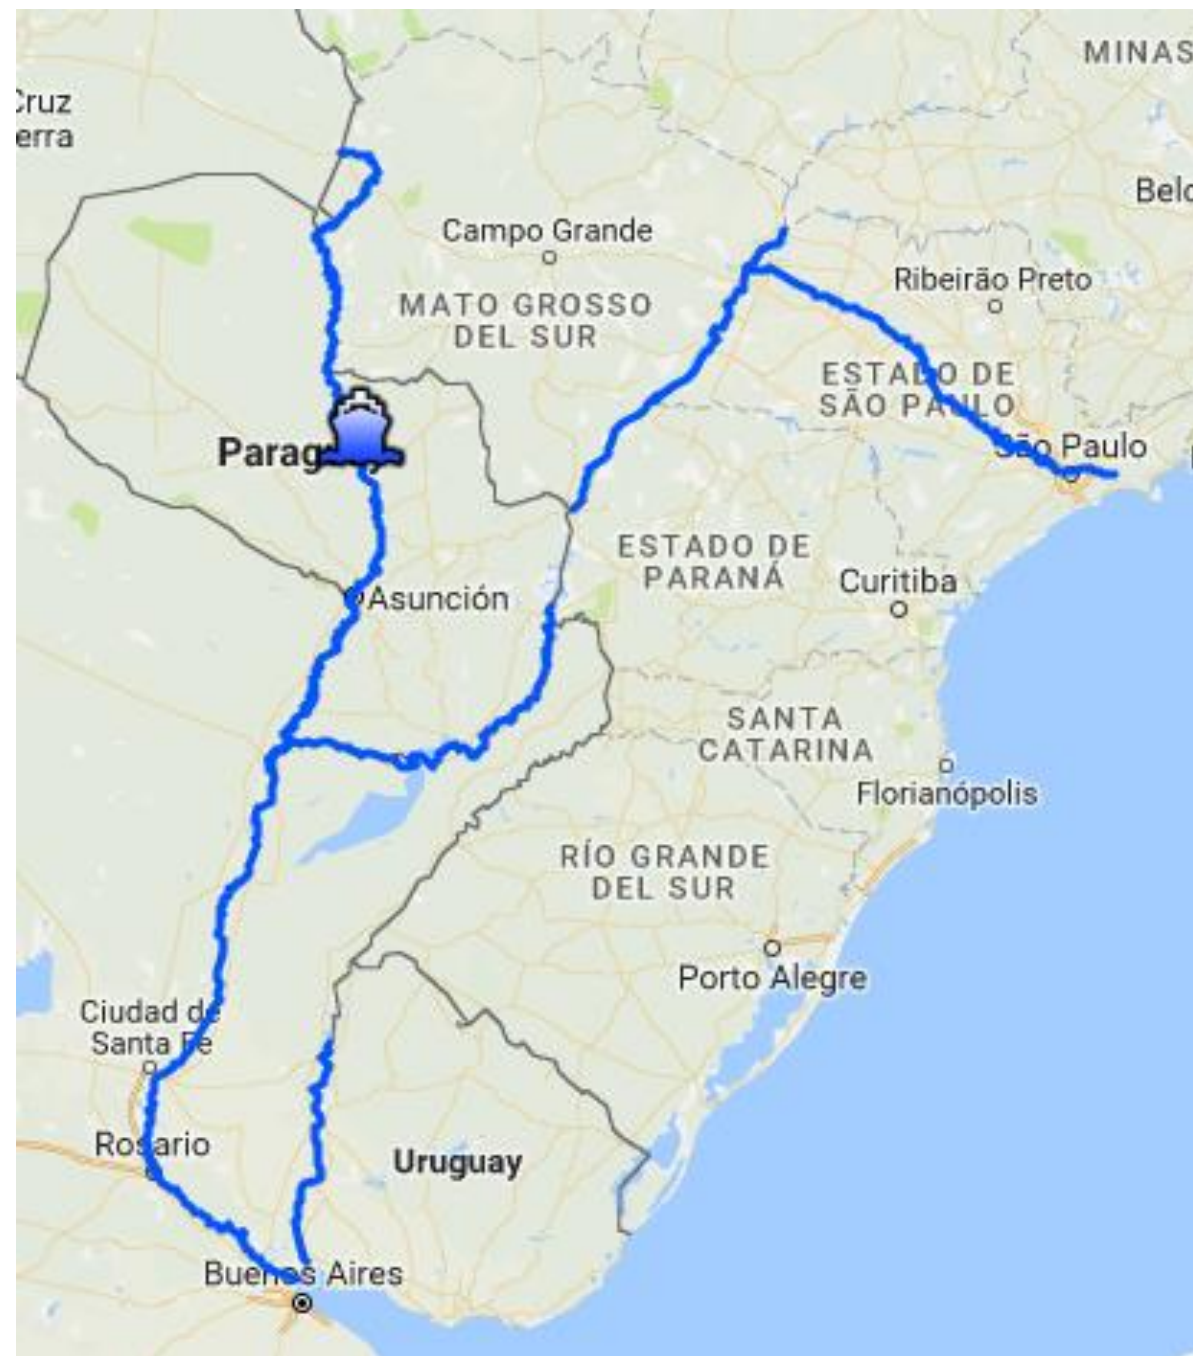 MINAS
Cruz
erra
Belo
Campo Grande
Ribeirão Preto
MATO GROSSO
DEL SUR
ESTADO DE
SÃO PAULO
São Paulo
Parag
ESTADO DE
PARANÁ
Curitiba
Asunción
SANTA
CATARINA
Florianópolis
RÍO GRANDE
DEL SUR
Porto Alegre
Ciudad de
Santa Fe
Rosario
Uruguay
Buenos Aires